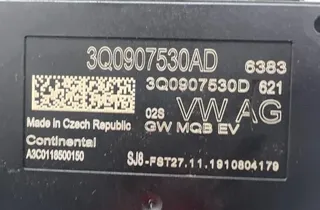 3Q0907530AD 6383
3Q0907530D 621
02S VW AG
GW MQB EV
Made in Czech Republic
Continental
A3C0118500150 SJ8-FST27.11.1910804179